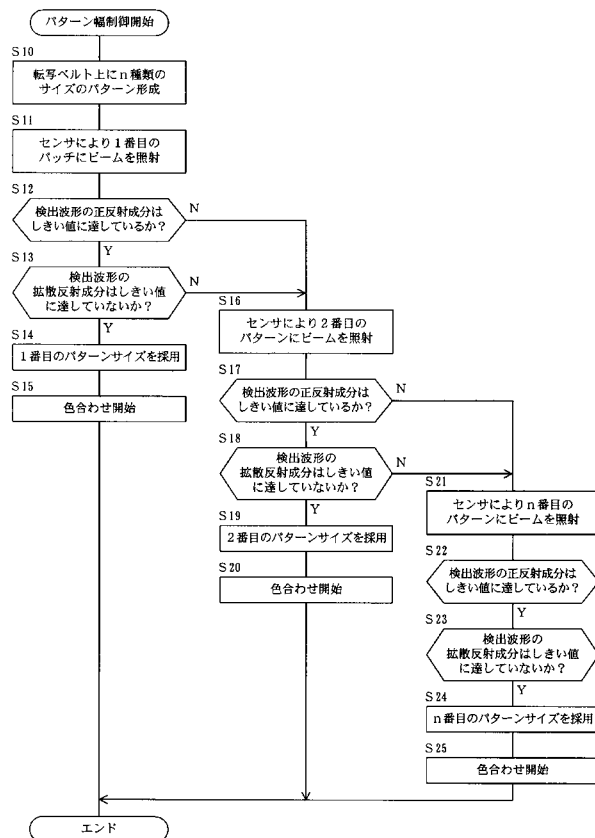 パターン幅制御開始
S10
転写ベルト上にn種類の
サイズのパターン形成
S11
センサにより1番目の
パッチにビームを照射
S12
検出波形の正反射成分は
しきい値に達しているか?
N
Y
S13
検出波形の
拡散反射成分はしきい値
に達していないか?
N
Y
S14
1番目のパターンサイズを採用
S15
色合わせ開始
S16
センサにより2番目の
パターンにビームを照射
S17
検出波形の正反射成分は
しきい値に達しているか?
N
Y
S18
検出波形の
拡散反射成分はしきい値
に達していないか?
N
Y
S19
2番目のパターンサイズを採用
S20
色合わせ開始
S21
センサによりn番目の
パターンにビームを照射
S22
検出波形の正反射成分は
しきい値に達しているか?
Y
S23
検出波形の
拡散反射成分はしきい値
に達していないか?
Y
S24
n番目のパターンサイズを採用
S25
色合わせ開始
エンド